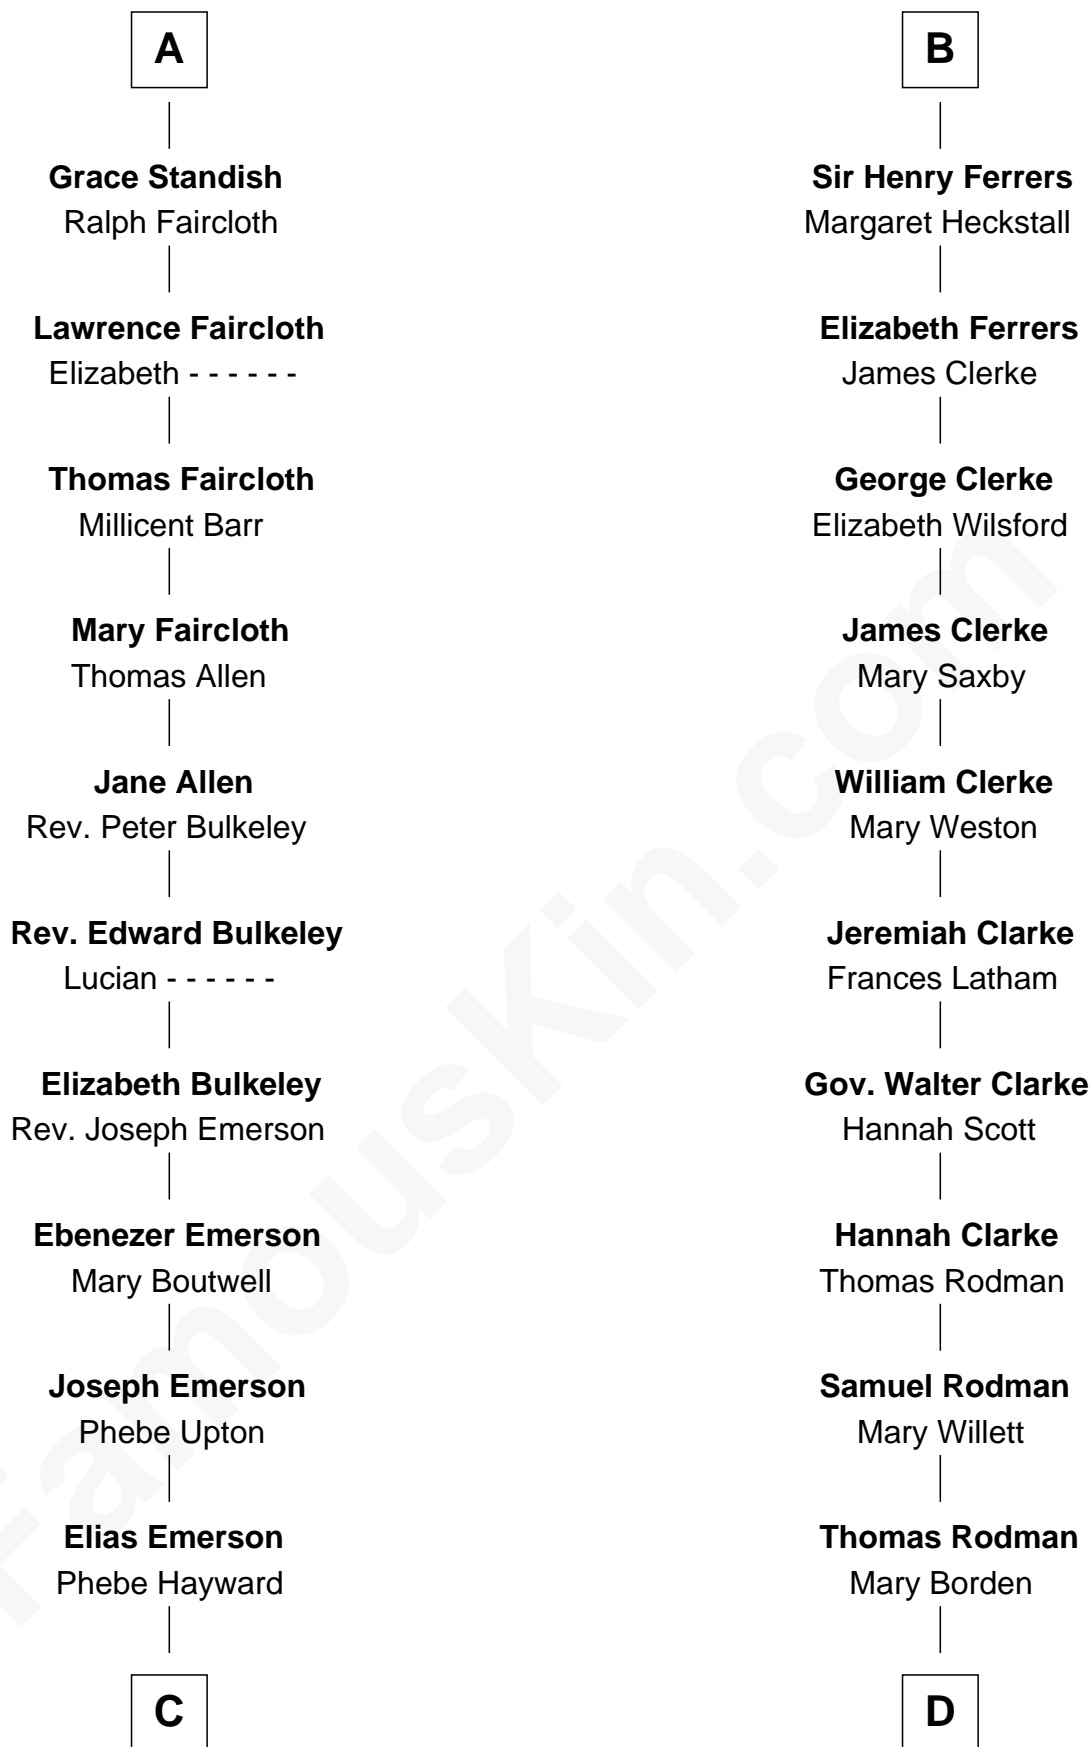 A
Grace Standish
Ralph Faircloth
Lawrence Faircloth
Elizabeth - - - - - -
Thomas Faircloth
Millicent Barr
Mary Faircloth
Thomas Allen
Jane Allen
Rev. Peter Bulkeley
Rev. Edward Bulkeley
Lucian - - - - - -
Elizabeth Bulkeley
Rev. Joseph Emerson
Ebenezer Emerson
Mary Boutwell
Joseph Emerson
Phebe Upton
Elias Emerson
Phebe Hayward
C
B
Sir Henry Ferrers
Margaret Heckstall
Elizabeth Ferrers
James Clerke
George Clerke
Elizabeth Wilsford
James Clerke
Mary Saxby
William Clerke
Mary Weston
Jeremiah Clarke
Frances Latham
Gov. Walter Clarke
Hannah Scott
Hannah Clarke
Thomas Rodman
Samuel Rodman
Mary Willett
Thomas Rodman
Mary Borden
D
FamousKin.com